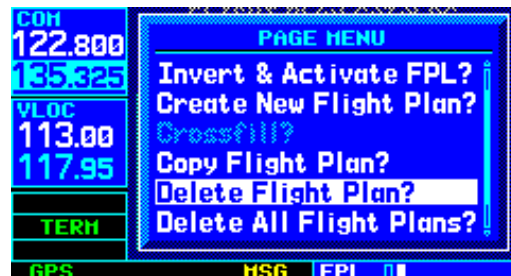 COM
122.800
135.325
VLOC
113.00
117.95
TERM
GPS
PAGE MENU
Invert & Activate FPL?
Create New Flight Plan?
Crossfill?
Copy Flight Plan?
Delete Flight Plan?
Delete All Flight Plans?
MSG
FPL